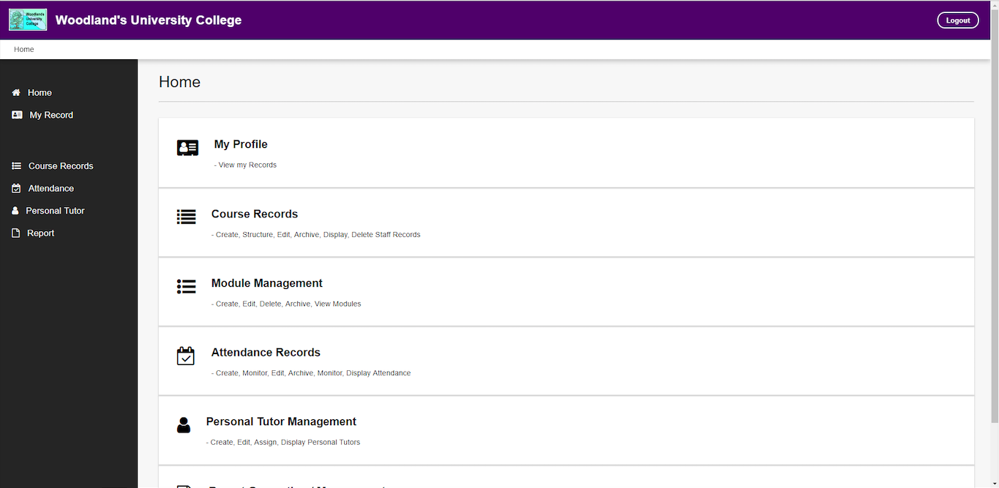 Woodlands
University
College
Woodland's University College
Logout
Home
Home
My Record
Course Records
Attendance
Personal Tutor
Report
Home
My Profile
- View my Records
Course Records
- Create, Structure, Edit, Archive, Display, Delete Staff Records
Module Management
- Create, Edit, Delete, Archive, View Modules
Attendance Records
- Create, Monitor, Edit, Archive, Monitor, Display Attendance
Personal Tutor Management
- Create, Edit, Assign, Display Personal Tutors